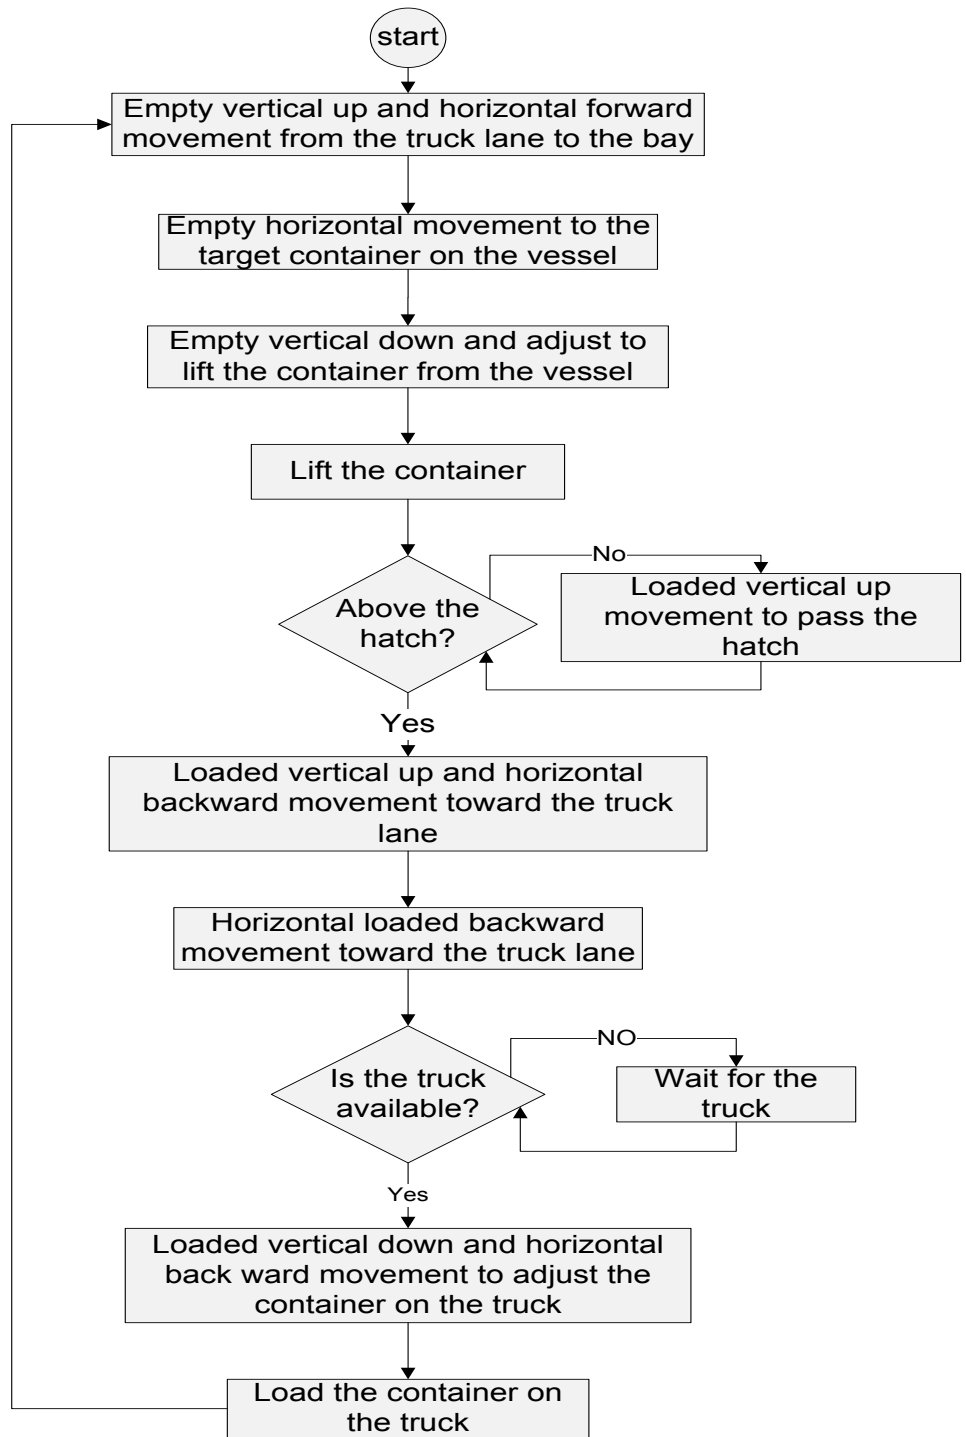 start
Empty vertical up and horizontal forward
movement from the truck lane to the bay
Empty horizontal movement to the
target container on the vessel
Empty vertical down and adjust to
lift the container from the vessel
Lift the container
Above the
hatch?
No
Loaded vertical up
movement to pass the
hatch
Yes
Loaded vertical up and horizontal
backward movement toward the truck
lane
Horizontal loaded backward
movement toward the truck lane
Is the truck
available?
NO
Wait for the
truck
Yes
Loaded vertical down and horizontal
back ward movement to adjust the
container on the truck
Load the container on
the truck